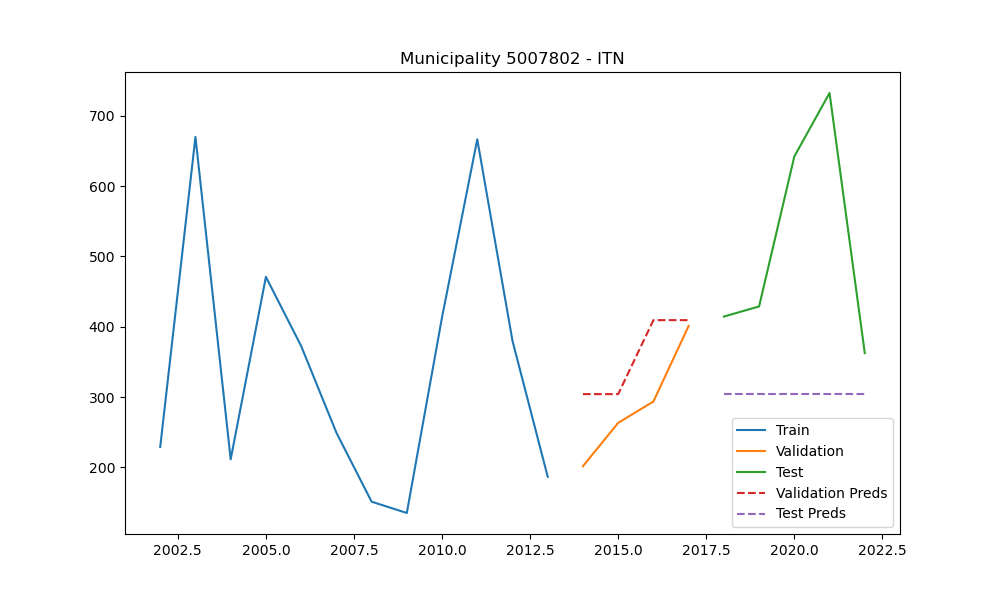 Municipality 5007802 - ITN
700
600
500
400
300
200
2002.5 2005.0 2007.5 2010.0 2012.5 2015.0 2017.5 2020.0 2022.5
Train
Validation
Test
Validation Preds
Test Preds